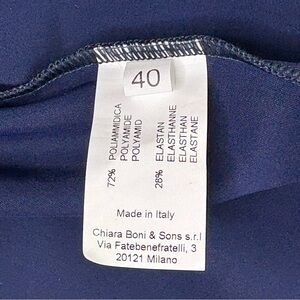 40
72% POLIAMMIDICA
POLYAMIDE
POLYAMID
28% ELASTAN
ELASTHANNE
ELASTHAN
ELASTANE
Made in Italy
Chiara Boni & Sons s.r.l
Via Fatebenefratelli, 3
20121 Milano